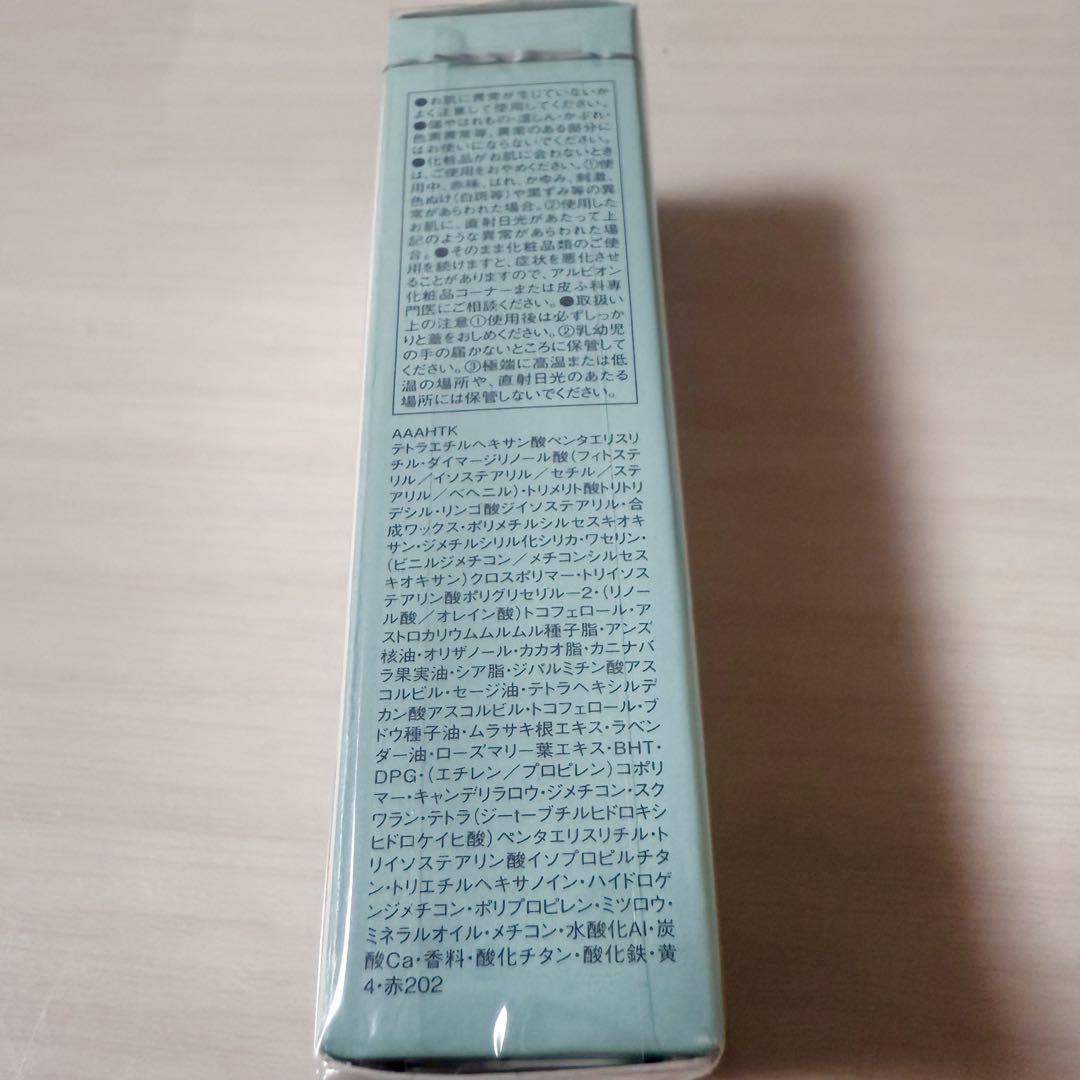 ●お肌に異常が生じていないか
よく注意して使用してください。
●傷やはれもの・湿しん・かぶれ・
色素異常等、異常のある部分に
はお使いにならないでください。
●化粧品がお肌に合わないとき
は、ご使用をおやめください。①使
用中、赤味、はれ、かゆみ、刺激、
色ぬけ(白斑等)や黒ずみ等の異
常があらわれた場合。②使用した
お肌に、直射日光があたって上
記のような異常があらわれた場
合。●そのまま化粧品類のご使
用を続けますと、症状を悪化させ
ることがありますので、アルビオン
化粧品コーナーまたは皮ふ科専
門医にご相談ください。●取扱い
上の注意①使用後は必ずしっか
りと蓋をおしめください。②乳幼児
の手の届かないところに保管して
ください。③極端に高温または低
温の場所や、直射日光のあたる
場所には保管しないでください。
AAAHTK
テトラエチルヘキサン酸ペンタエリスリ
チル・ダイマージリノール酸(フィトステ
リル/イソステアリル/セチル/ステ
アリル/ベヘニル)・トリメリト酸トリトリ
デシル・リンゴ酸ジイソステアリル・合
成ワックス・ポリメチルシルセスキオキ
サン・ジメチルシリル化シリカ・ワセリン・
(ビニルジメチコン/メチコンシルセス
キオキサン)クロスポリマー・トリイソス
テアリン酸ポリグリセリル－2・(リノー
ル酸/オレイン酸)トコフェロール・ア
ストロカリウムムルムル種子脂・アンズ
核油・オリザノール・カカオ脂・カニナバ
ラ果実油・シア脂・ジパルミチン酸アス
コルビル・セージ油・テトラヘキシルデ
カン酸アスコルビル・トコフェロール・ブ
ドウ種子油・ムラサキ根エキス・ラベン
ダー油・ローズマリー葉エキス・BHT・
DPG・(エチレン/プロピレン)コポリ
マー・キャンデリラロウ・ジメチコン・スク
ワラン・テトラ(ジーtーブチルヒドロキシ
ヒドロケイヒ酸)ペンタエリスリチル・ト
リイソステアリン酸イソプロピルチタ
ン・トリエチルヘキサノイン・ハイドロゲ
ンジメチコン・ポリプロピレン・ミツロウ・
ミネラルオイル・メチコン・水酸化Al・炭
酸Ca・香料・酸化チタン・酸化鉄・黄
4・赤202